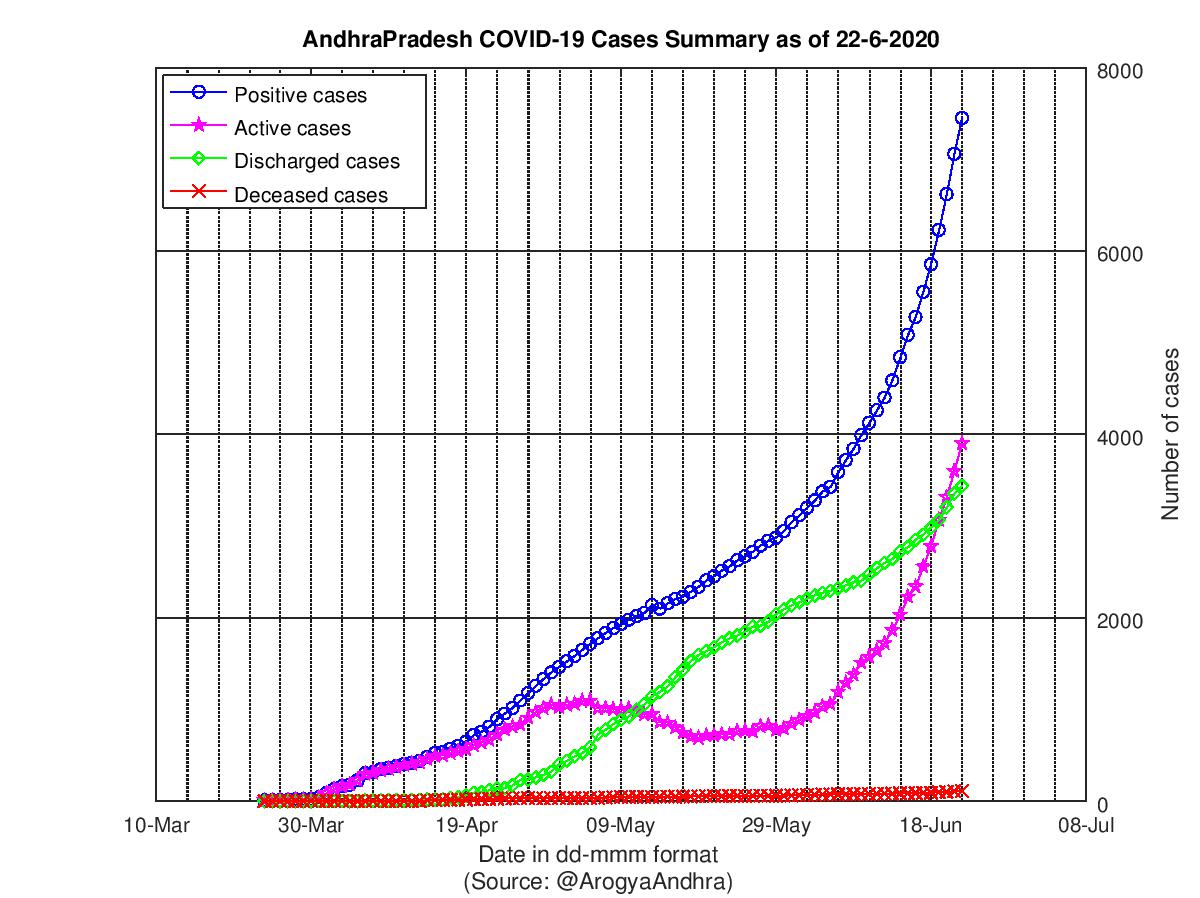 AndhraPradesh COVID-19 Cases Summary as of 22-6-2020
Positive cases
Active cases
Discharged cases
Deceased cases
8000
6000
4000
2000
0
Number of cases
10-Mar 30-Mar 19-Apr 09-May 29-May 18-Jun 08-Jul
Date in dd-mmm format
(Source: @ArogyaAndhra)